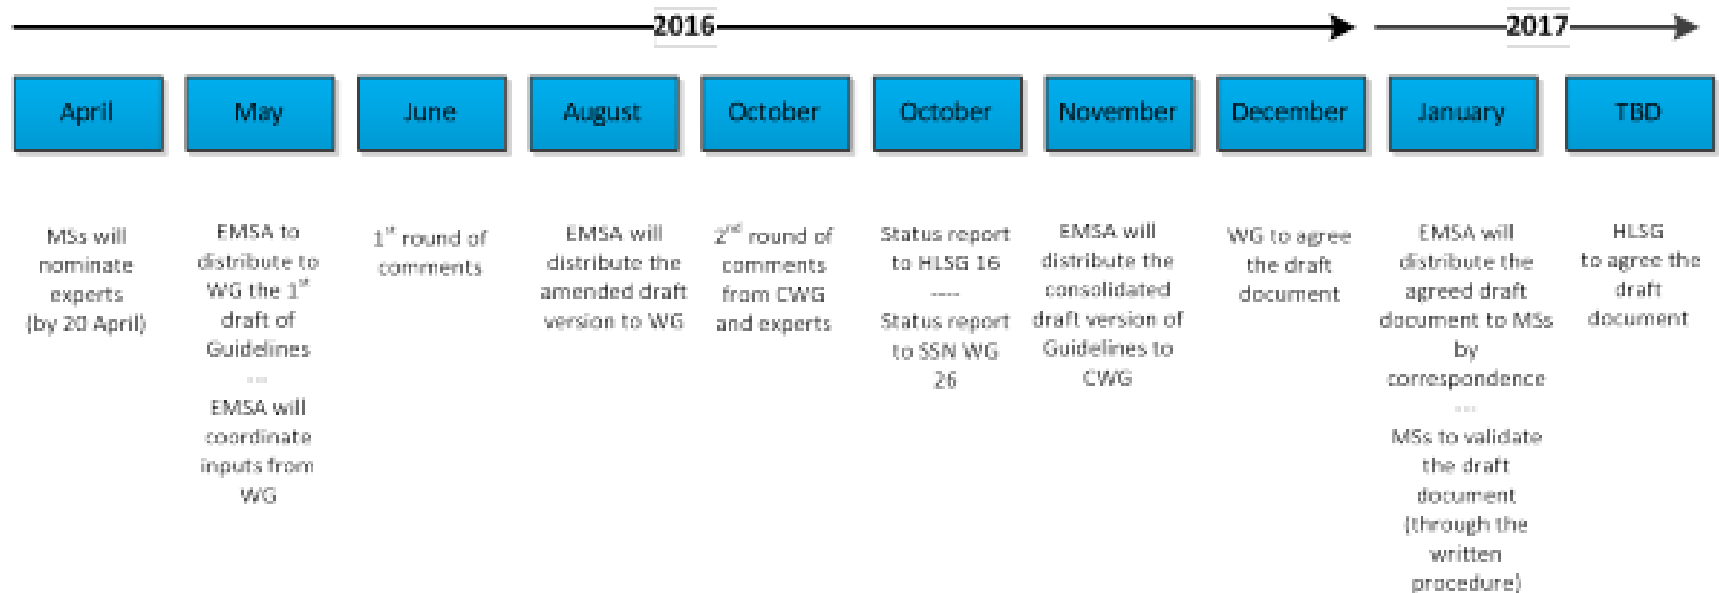 2016
2017
April
May
June
August
October
October
November
December
January
TBD
MSs will
nominate
experts
(by 20 April)
EMSA to
distribute to
WG the 1st
draft of
Guidelines
---
EMSA will
coordinate
inputs from
WG
1st round of
comments
EMSA will
distribute the
amended draft
version to WG
2nd round of
comments
from CWG
and experts
Status report
to HLSG 16
----
Status report
to SSN WG
26
EMSA will
distribute the
consolidated
draft version of
Guidelines to
CWG
WG to agree
the draft
document
EMSA will
distribute the
agreed draft
document to MSs
by
correspondence
---
MSs to validate
the draft
document
(through the
written
procedure)
HLSG
to agree the
draft
document